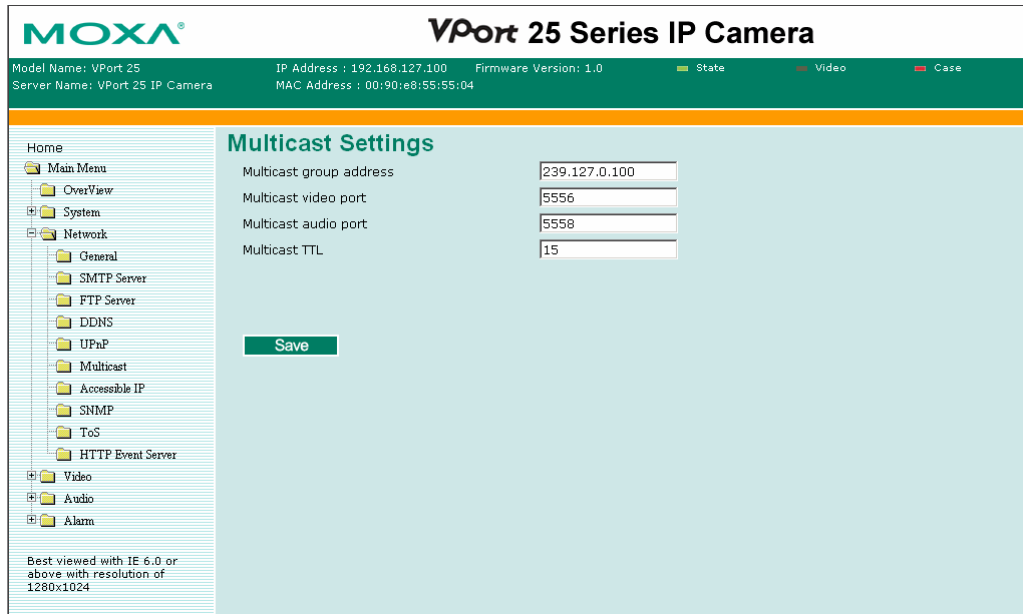 MOXA®
VPort 25 Series IP Camera
Model Name: VPort 25
IP Address : 192.168.127.100
Firmware Version: 1.0
State
Video
Case
Server Name: VPort 25 IP Camera
MAC Address : 00:90:e8:55:55:04
Home
Main Menu
OverView
System
Network
General
SMTP Server
FTP Server
DDNS
UPnP
Multicast
Accessible IP
SNMP
ToS
HTTP Event Server
Video
Audio
Alarm
Best viewed with IE 6.0 or
above with resolution of
1280x1024
Multicast Settings
Multicast group address 239.127.0.100
Multicast video port 5556
Multicast audio port 5558
Multicast TTL 15
Save